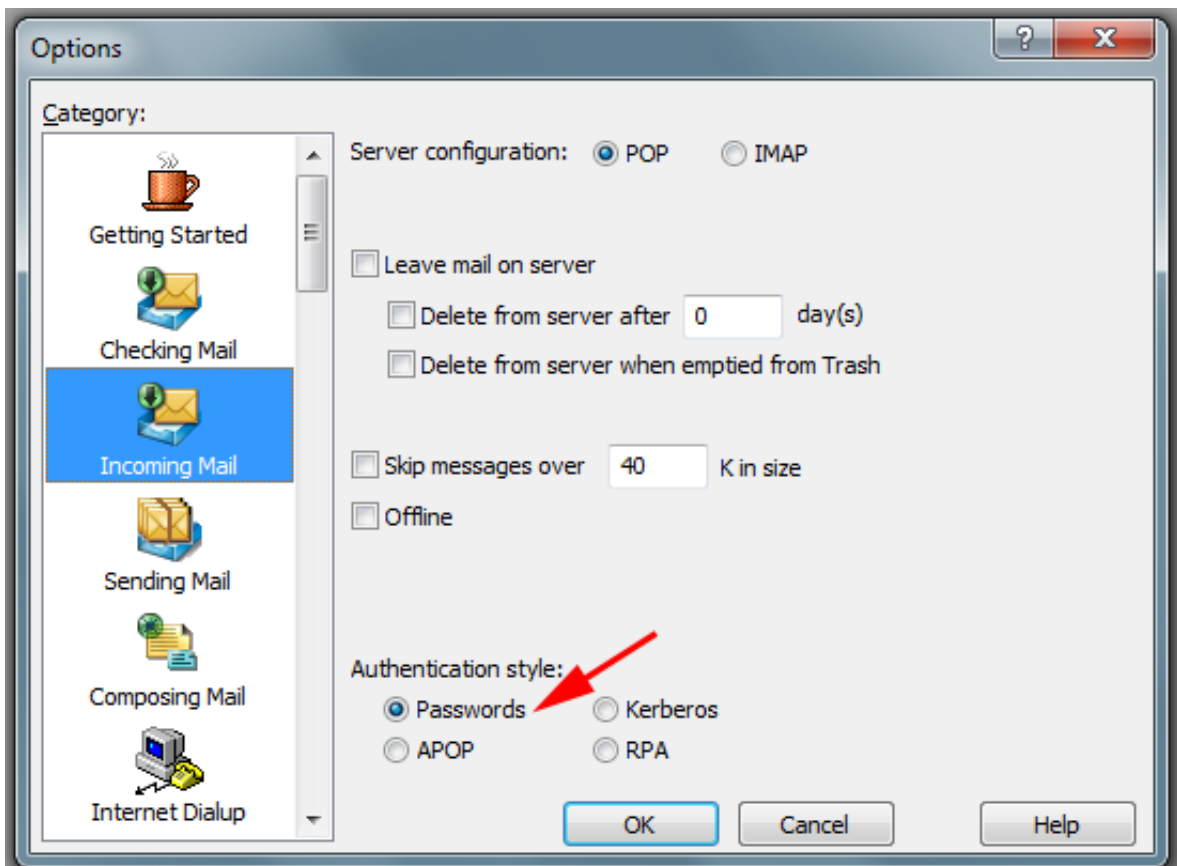 Options
Category:
Getting Started
Checking Mail
Incoming Mail
Sending Mail
Composing Mail
Internet Dialup
Server configuration: POP IMAP
Leave mail on server
Delete from server after 0 day(s)
Delete from server when emptied from Trash
Skip messages over 40 K in size
Offline
Authentication style:
Passwords Kerberos
APOP RPA
OK Cancel Help